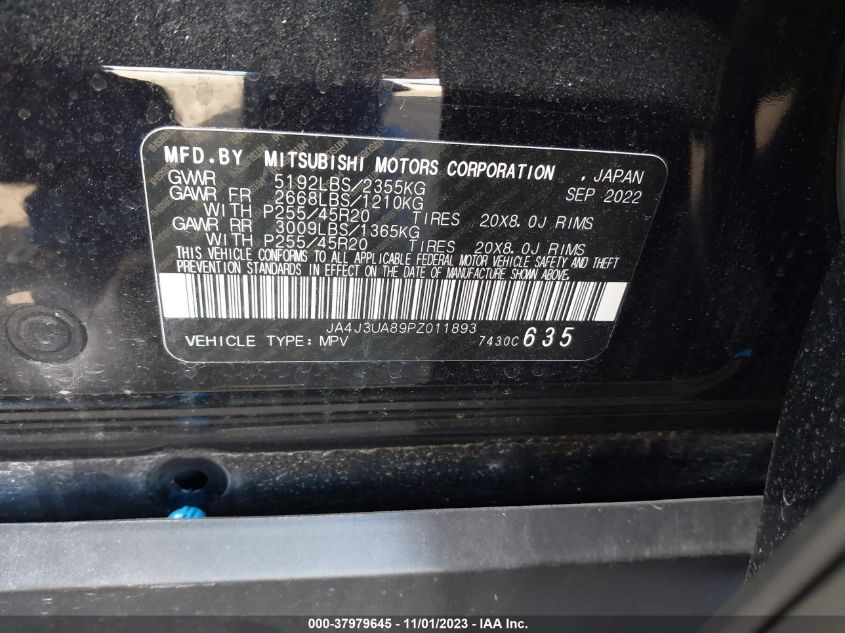 MFD.BY MITSUBISHI MOTORS CORPORATION , JAPAN
GVWR 5192LBS/2355KG SEP 2022
GAWR FR 2668LBS/1210KG
WITH P255/45R20 TIRES 20X8.0J RIMS
GAWR RR 3009LBS/1365KG
WITH P255/45R20 TIRES 20X8.0J RIMS
THIS VEHICLE CONFORMS TO ALL APPLICABLE FEDERAL MOTOR VEHICLE SAFETY AND THEFT
PREVENTION STANDARDS IN EFFECT ON THE DATE OF MANUFACTURE SHOWN ABOVE.
JA4J3UA89PZ011893
VEHICLE TYPE: MPV 7430C 635
000-37979645 - 11/01/2023 - IAA Inc.